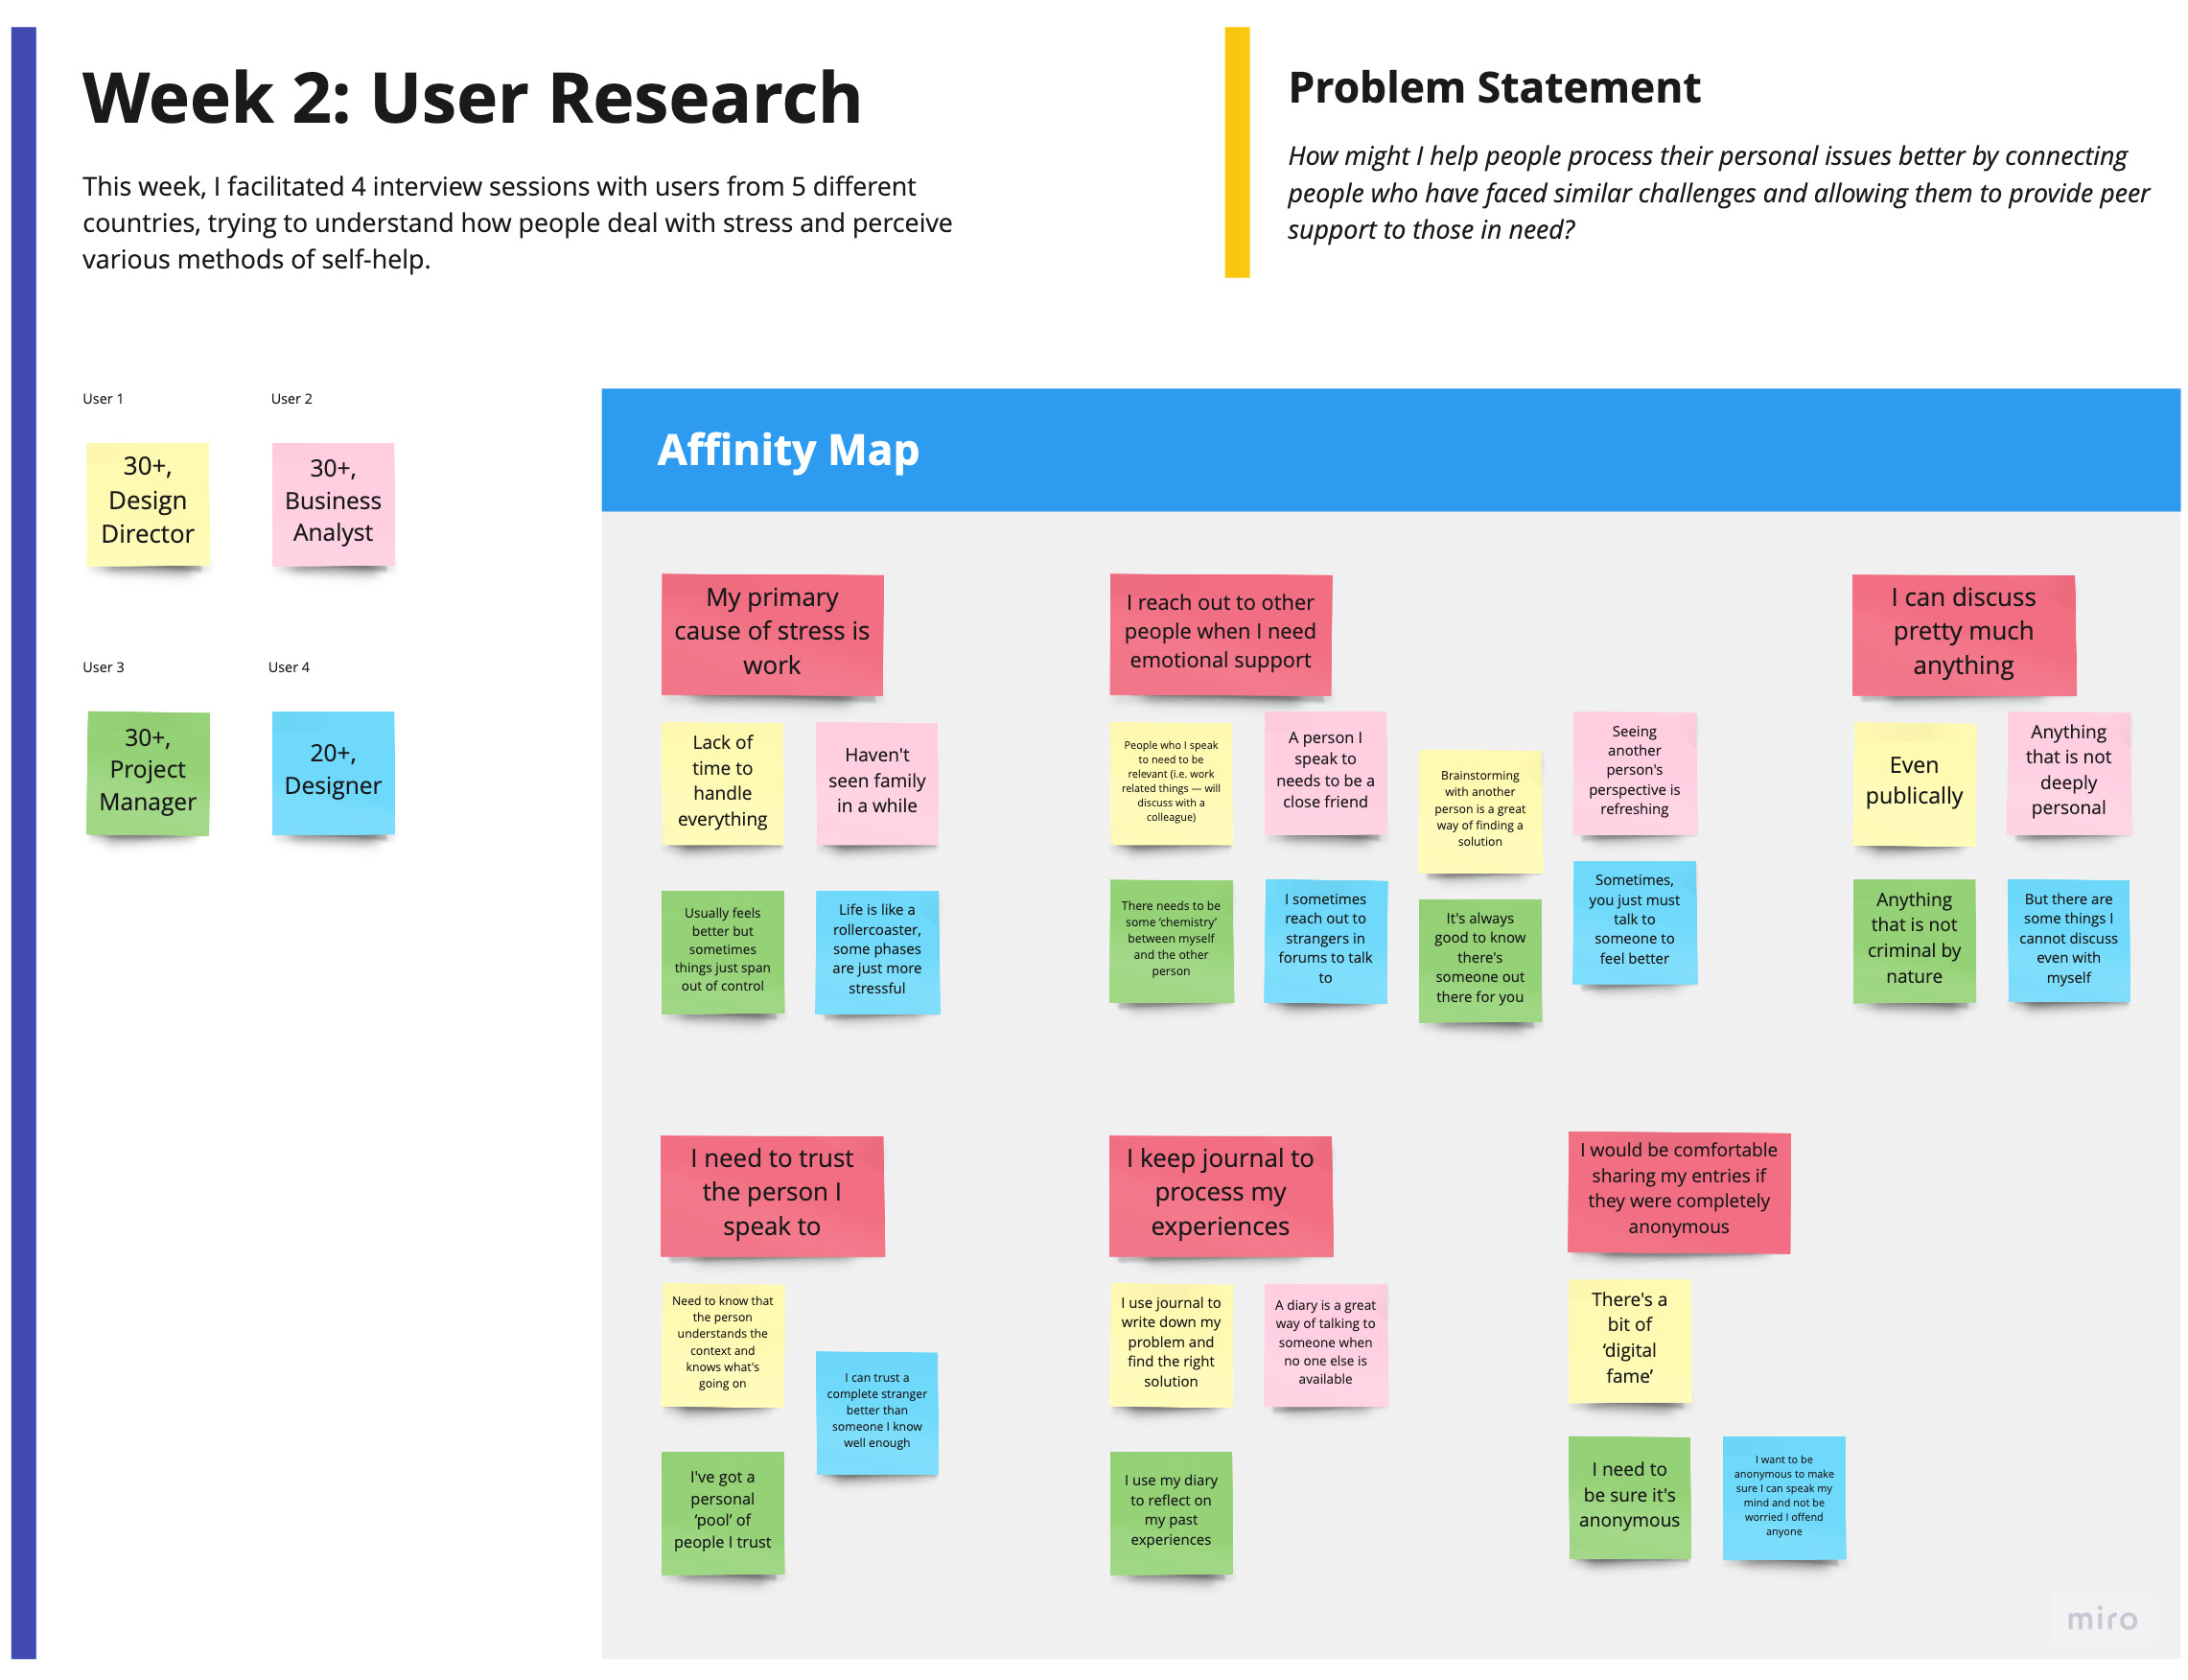 Week 2: User Research
This week, I facilitated 4 interview sessions with users from 5 different
countries, trying to understand how people deal with stress and perceive
various methods of self-help.
Problem Statement
How might I help people process their personal issues better by connecting
people who have faced similar challenges and allowing them to provide peer
support to those in need?
User 1
30+,
Design
Director
User 2
30+,
Business
Analyst
User 3
30+,
Project
Manager
User 4
20+,
Designer
Affinity Map
My primary
cause of stress is
work
Lack of
time to
handle
everything
Haven't
seen family
in a while
Usually feels
better but
sometimes
things just span
out of control
Life is like a
rollercoaster,
some phases
are just more
stressful
I reach out to other
people when I need
emotional support
People who I speak
to need to be
relevant (i.e. work
related things — will
discuss with a
colleague)
A person I
speak to
needs to be a
close friend
Brainstorming
with another
person is a great
way of finding a
solution
Seeing
another
person's
perspective is
refreshing
There needs to be
some ‘chemistry’
between myself
and the other
person
I sometimes
reach out to
strangers in
forums to talk
to
It's always
good to know
there's
someone out
there for you
Sometimes,
you just must
talk to
someone to
feel better
I can discuss
pretty much
anything
Even
publically
Anything
that is not
deeply
personal
Anything
that is not
criminal by
nature
But there are
some things I
cannot discuss
even with
myself
I need to trust
the person I
speak to
Need to know that
the person
understands the
context and
knows what's
going on
I can trust a
complete stranger
better than
someone I know
well enough
I've got a
personal
‘pool’ of
people I trust
I keep journal to
process my
experiences
I use journal to
write down my
problem and
find the right
solution
A diary is a great
way of talking to
someone when
no one else is
available
I use my diary
to reflect on
my past
experiences
I would be comfortable
sharing my entries if
they were completely
anonymous
There's a
bit of
‘digital
fame’
I need to
be sure it's
anonymous
I want to be
anonymous to make
sure I can speak my
mind and not be
worried I offend
anyone
miro